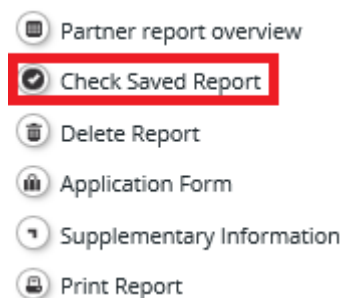 Partner report overview
Check Saved Report
Delete Report
Application Form
Supplementary Information
Print Report